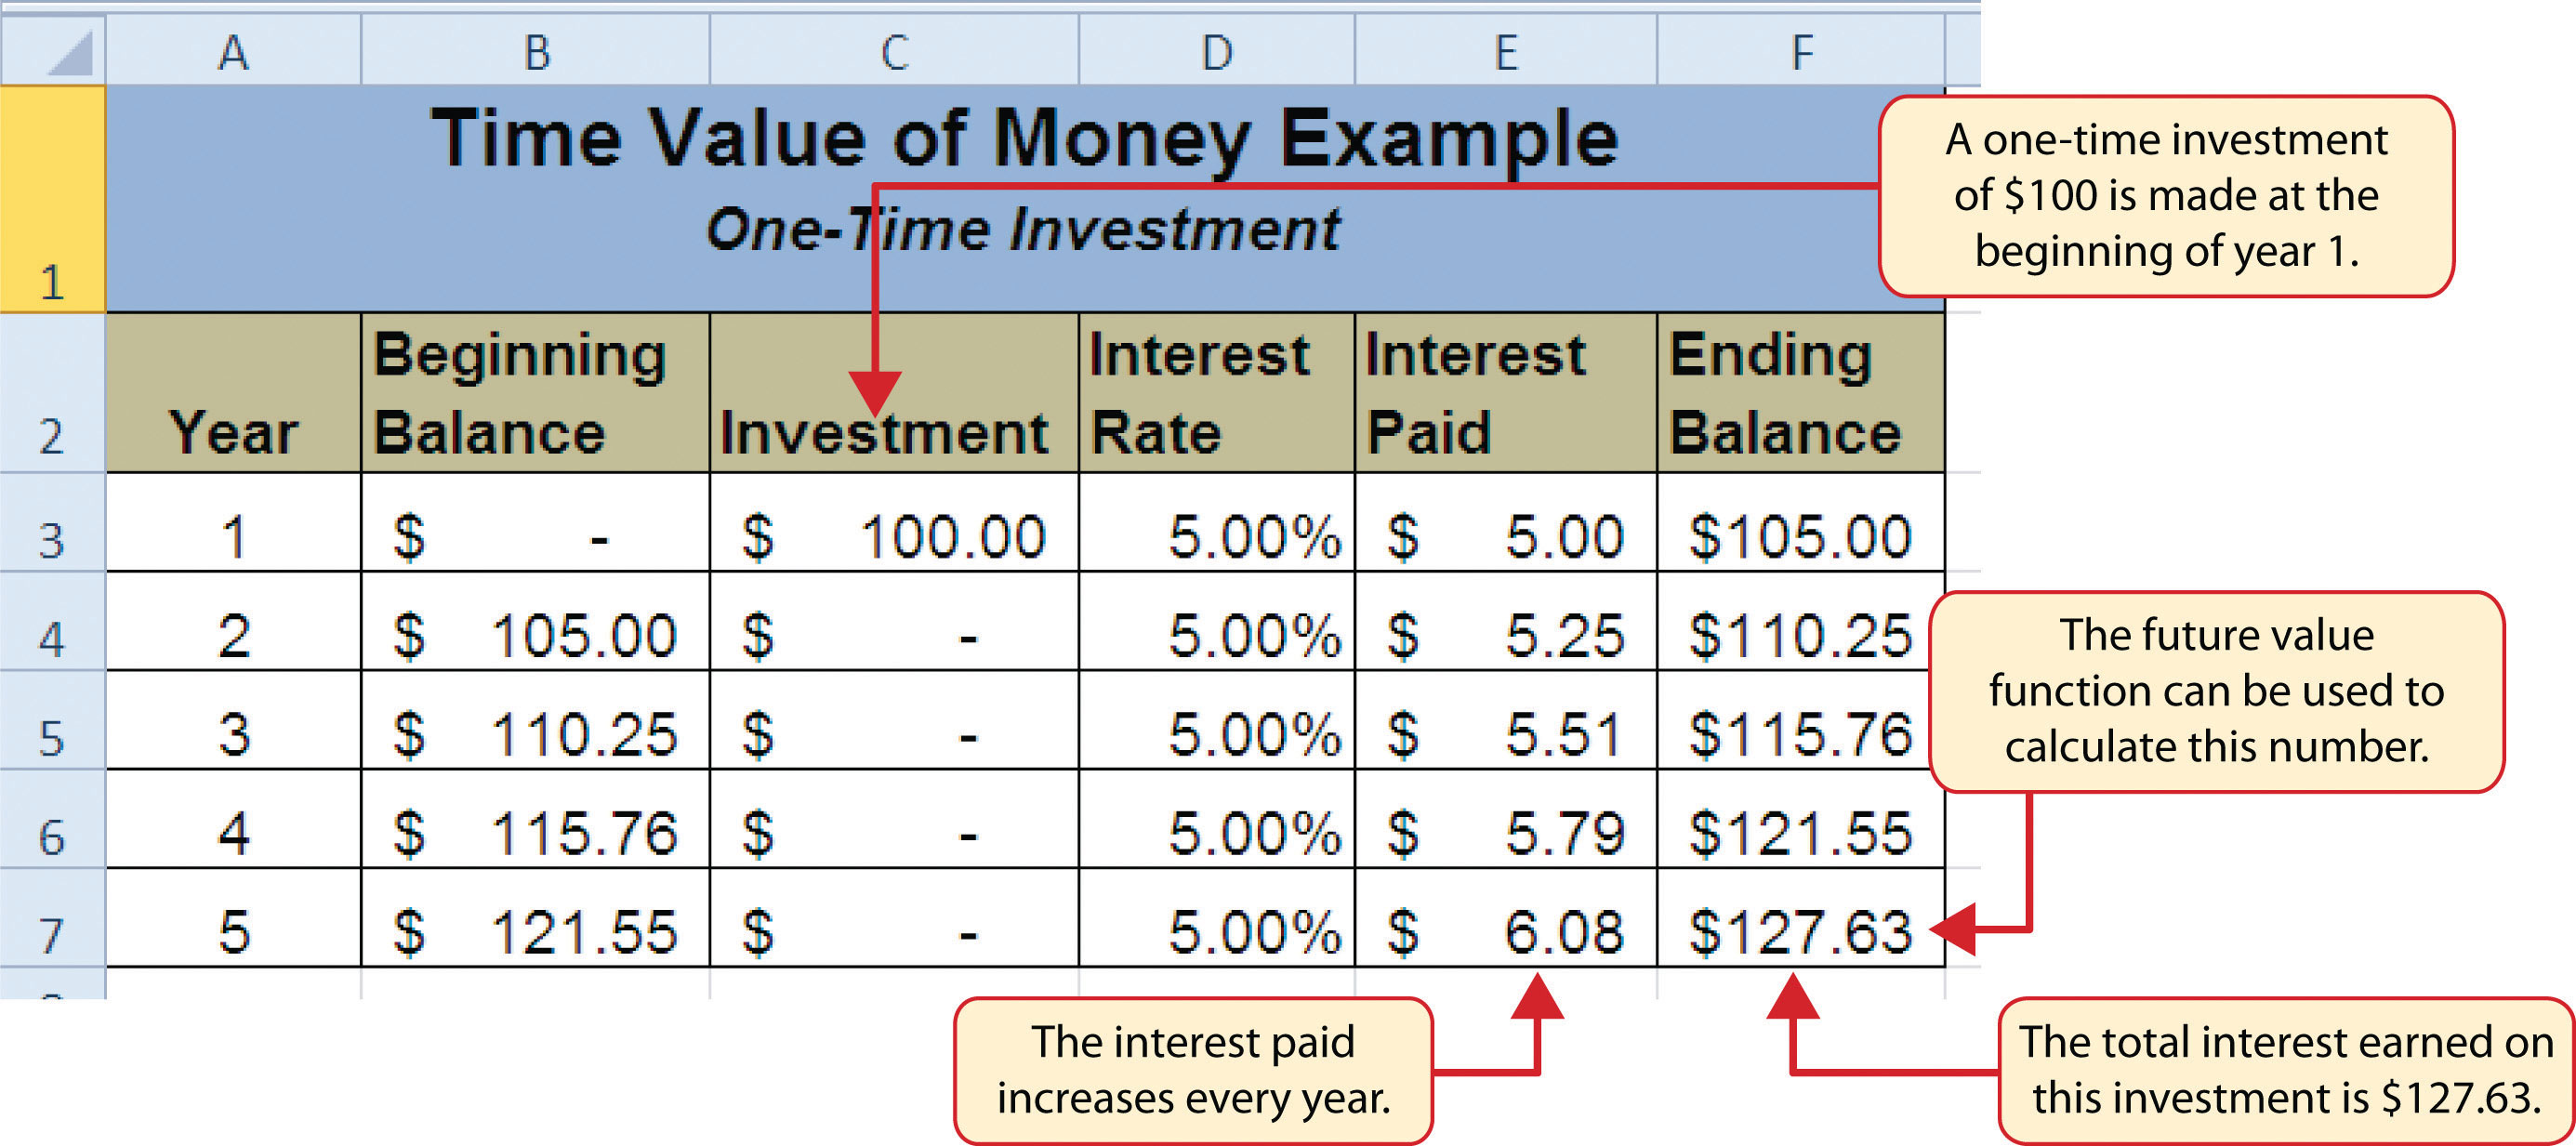 A B C D E F
Time Value of Money Example
One-Time Investment
1
A one-time investment
of $100 is made at the
beginning of year 1.
Beginning Interest Interest Ending
2 Year Balance Investment Rate Paid Balance
3 1 $ - $ 100.00 5.00% $ 5.00 $105.00
4 2 $ 105.00 $ - 5.00% $ 5.25 $110.25
5 3 $ 110.25 $ - 5.00% $ 5.51 $115.76
6 4 $ 115.76 $ - 5.00% $ 5.79 $121.55
7 5 $ 121.55 $ - 5.00% $ 6.08 $127.63
The future value
function can be used to
calculate this number.
The interest paid
increases every year.
The total interest earned on
this investment is $127.63.